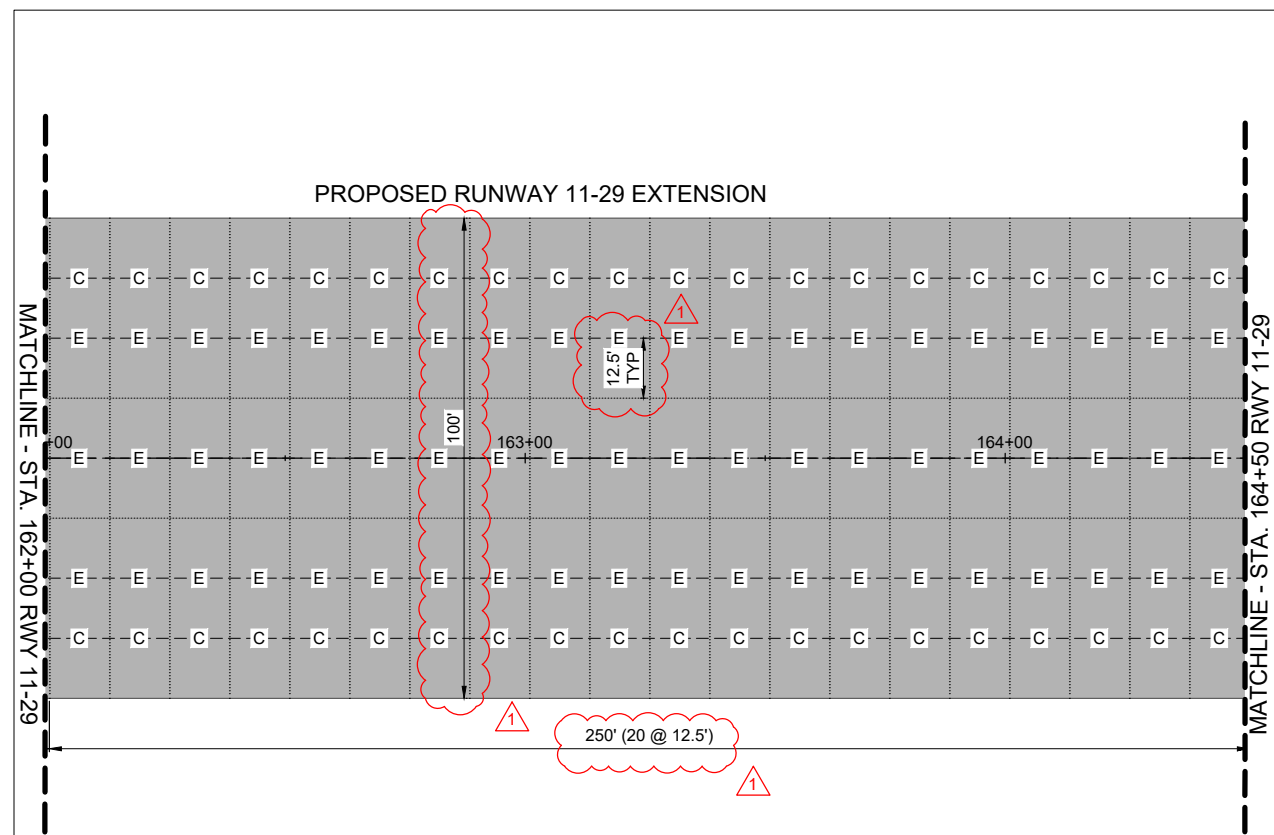 PROPOSED RUNWAY 11-29 EXTENSION
C C C C C C C C C C C C C C C C C C C C
1
E E E E E E E E E E E E E E E E E E E E
12.5'
TYP
MATCHLINE - STA. 162+00 RWY 11-29
MATCHLINE - STA. 164+50 RWY 11-29
100'
+00 163+00 164+00
E E E E E E E E E E E E E E E E E E E E
E E E E E E E E E E E E E E E E E E E E
C C C C C C C C C C C C C C C C C C C C
1
250' (20 @ 12.5')
1